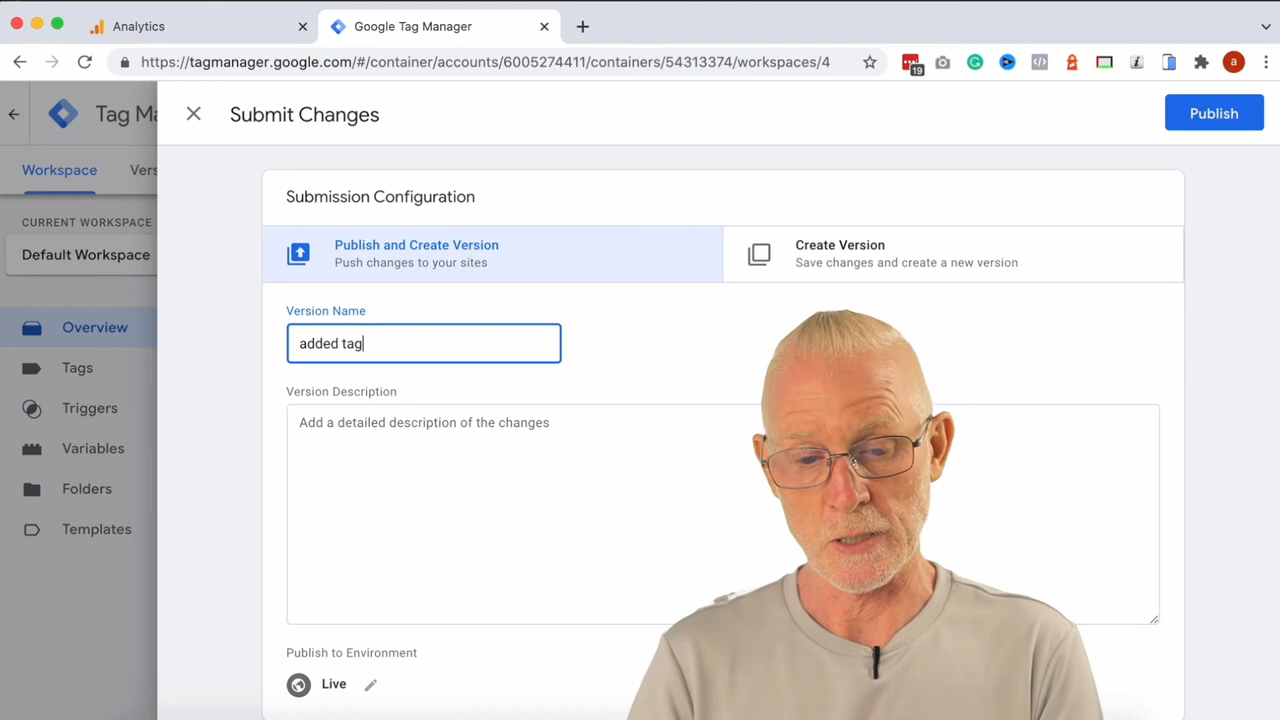 Analytics
Google Tag Manager
https://tagmanager.google.com/#/container/accounts/6005274411/containers/54313374/workspaces/4
19
a
Tag Ma
Submit Changes
Publish
Workspace
Vers
CURRENT WORKSPACE
Default Workspace
Overview
Tags
Triggers
Variables
Folders
Templates
Submission Configuration
Publish and Create Version
Push changes to your sites
Create Version
Save changes and create a new version
Version Name
added tag
Version Description
Add a detailed description of the changes
Publish to Environment
Live